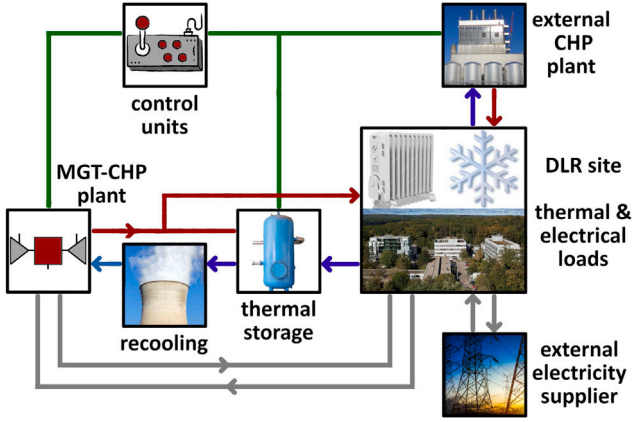 external
CHP
plant
control
units
MGT-CHP
plant
DLR site
thermal &
electrical
loads
thermal
storage
recooling
external
electricity
supplier